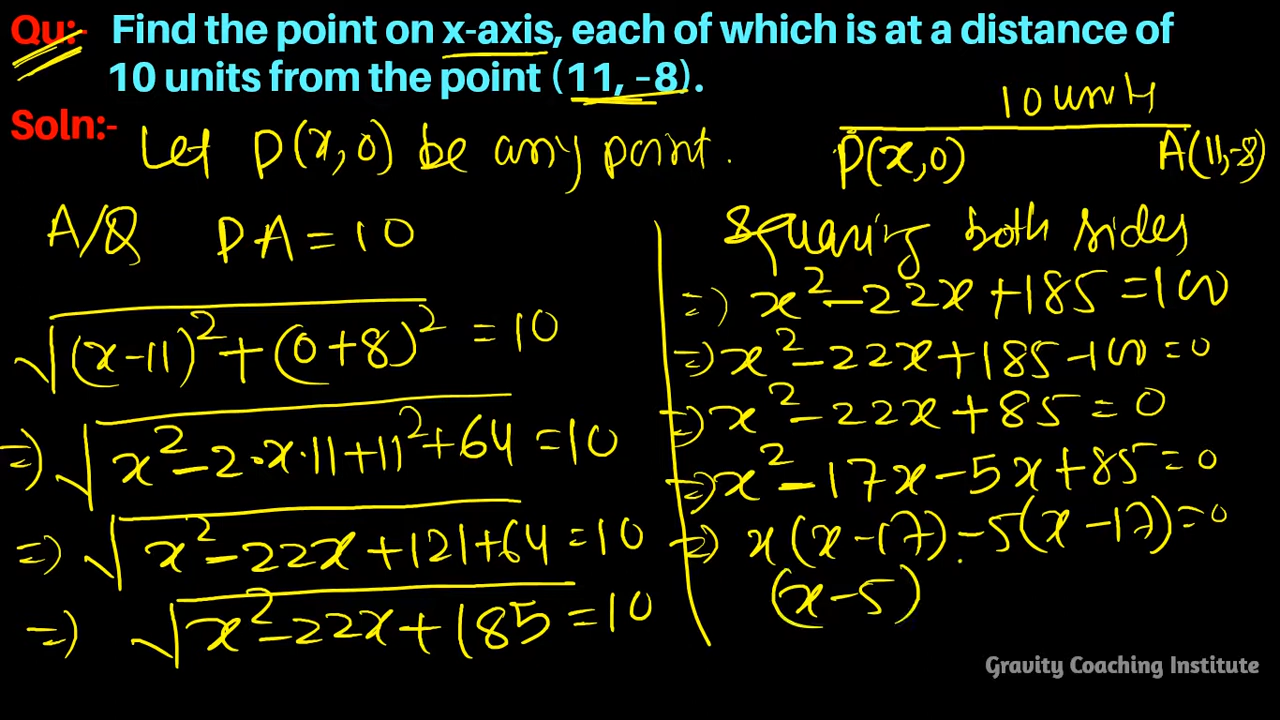 Qu:- Find the point on x-axis, each of which is at a distance of
10 units from the point (11, -8).
Soln:- Let P(x,0) be any point.
10 units
P(x,0) A(11,-8)
A/Q PA = 10
√((x-11)² + (0+8)²) = 10
=) √(x² - 2·x·11 + 11² + 64) = 10
=) √(x² - 22x + 121 + 64) = 10
=) √(x² - 22x + 185) = 10
Squaring both sides
=) x² - 22x + 185 = 100
=) x² - 22x + 185 - 100 = 0
=) x² - 22x + 85 = 0
=) x² - 17x - 5x + 85 = 0
=) x(x-17) - 5(x-17) = 0
(x-5)
Gravity Coaching Institute